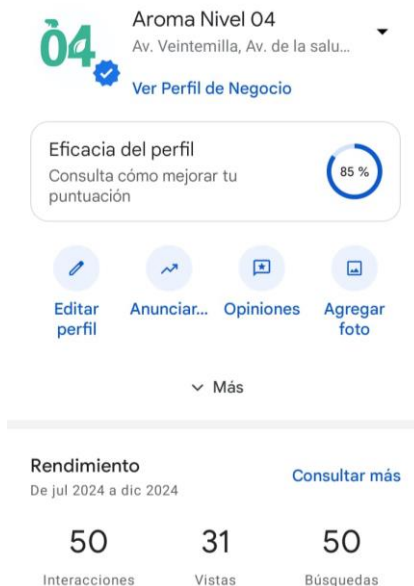 04
Aroma Nivel 04
Av. Veintemilla, Av. de la salu...
Ver Perfil de Negocio
Eficacia del perfil
Consulta cómo mejorar tu
puntuación
85 %
Editar
perfil
Anunciar...
Opiniones
Agregar
foto
Más
Rendimiento
De jul 2024 a dic 2024
Consultar más
50
31
50
Interacciones
Vistas
Búsquedas